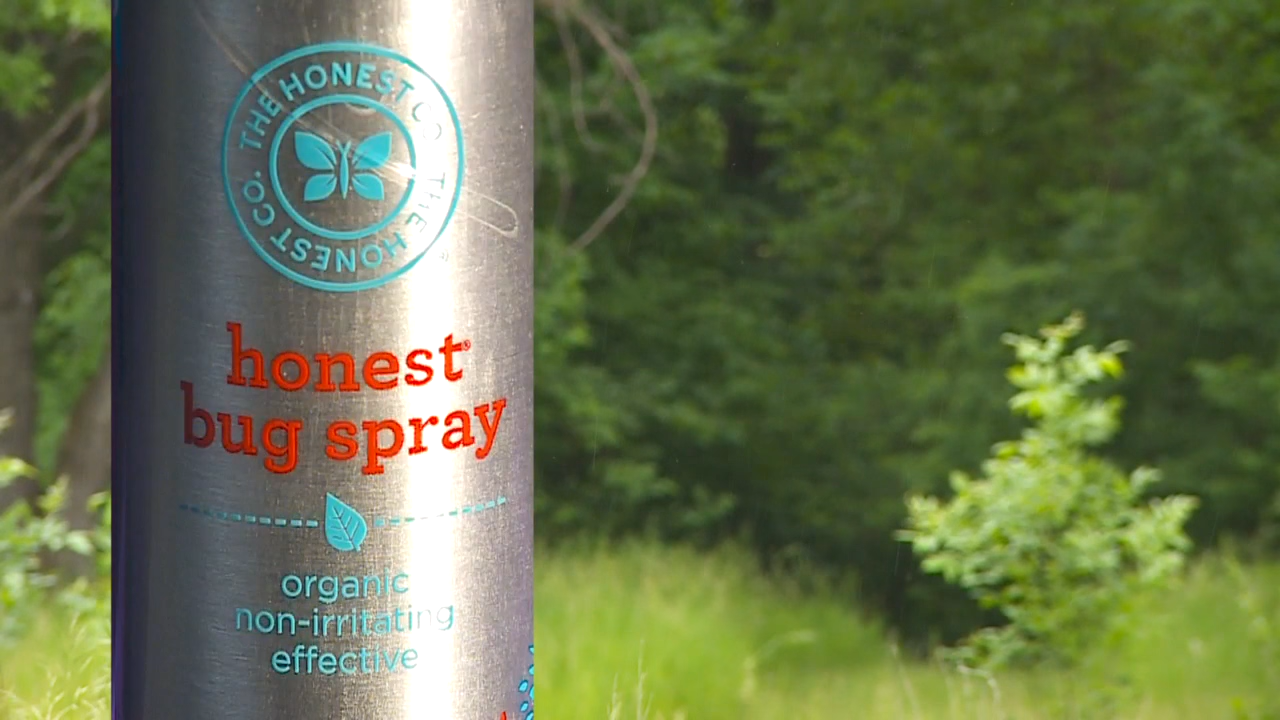 THE HONEST CO. THE HONEST CO.
honest®
bug spray
organic
non-irritating
effective